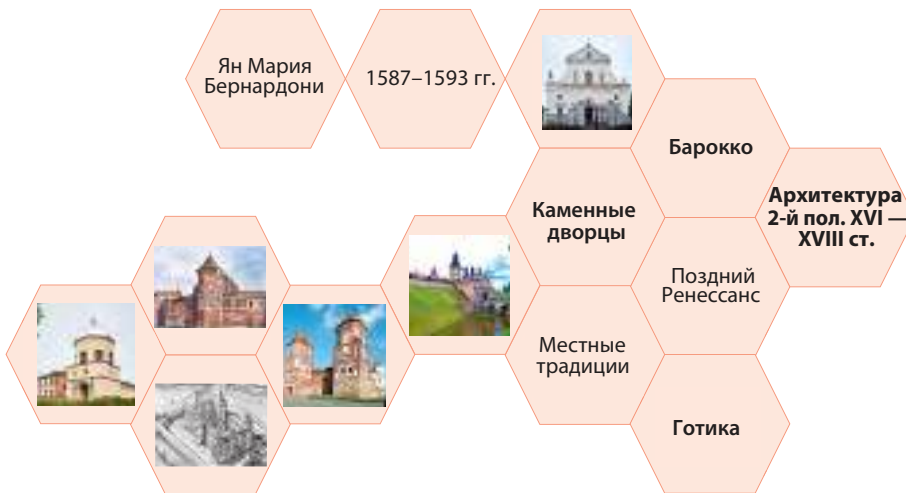 Ян Мария
Бернардони
1587–1593 гг.
Барокко
Архитектура
2-й пол. XVI —
XVIII ст.
Каменные
дворцы
Поздний
Ренессанс
Местные
традиции
Готика